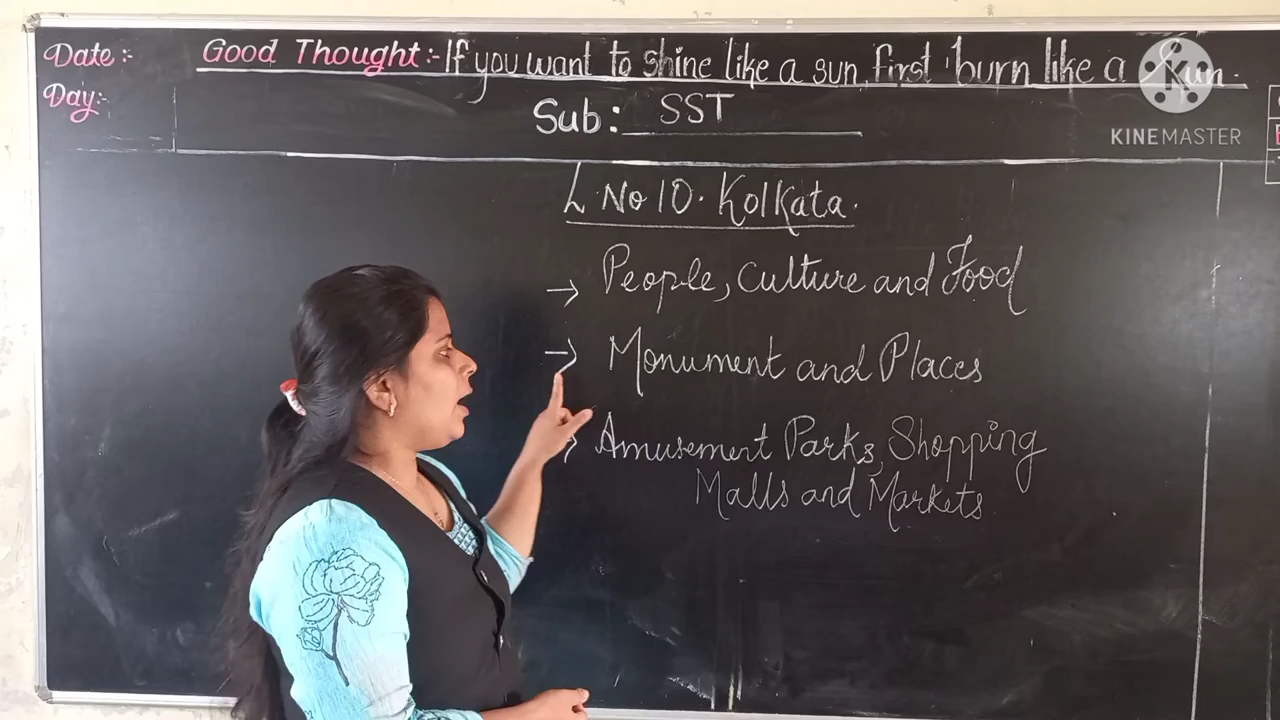 Date:-
Good Thought:- If you want to shine like a sun first burn like a sun.
Day:-
Sub: SST
KINEMASTER
L No 10. Kolkata.
→ People, Culture and Food
→ Monument and Places
→ Amusement Parks, Shopping
Malls and Markets